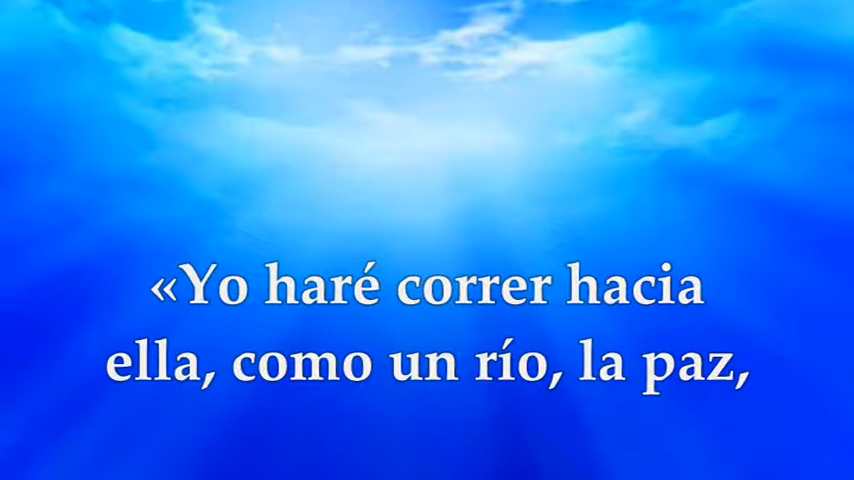 «Yo haré correr hacia
ella, como un río, la paz,